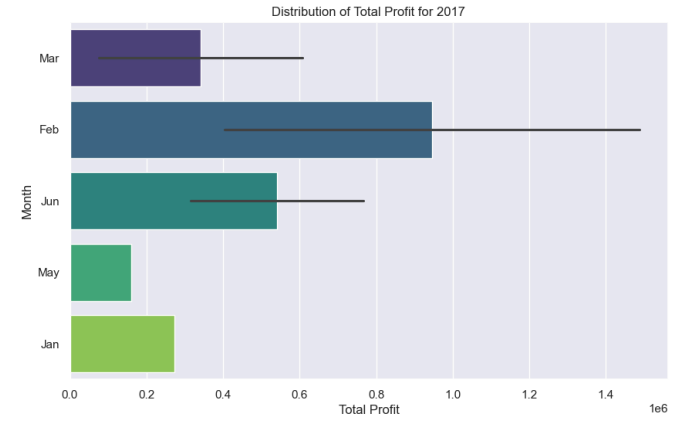 Distribution of Total Profit for 2017
Month
Mar
Feb
Jun
May
Jan
0.0 0.2 0.4 0.6 0.8 1.0 1.2 1.4
1e6
Total Profit